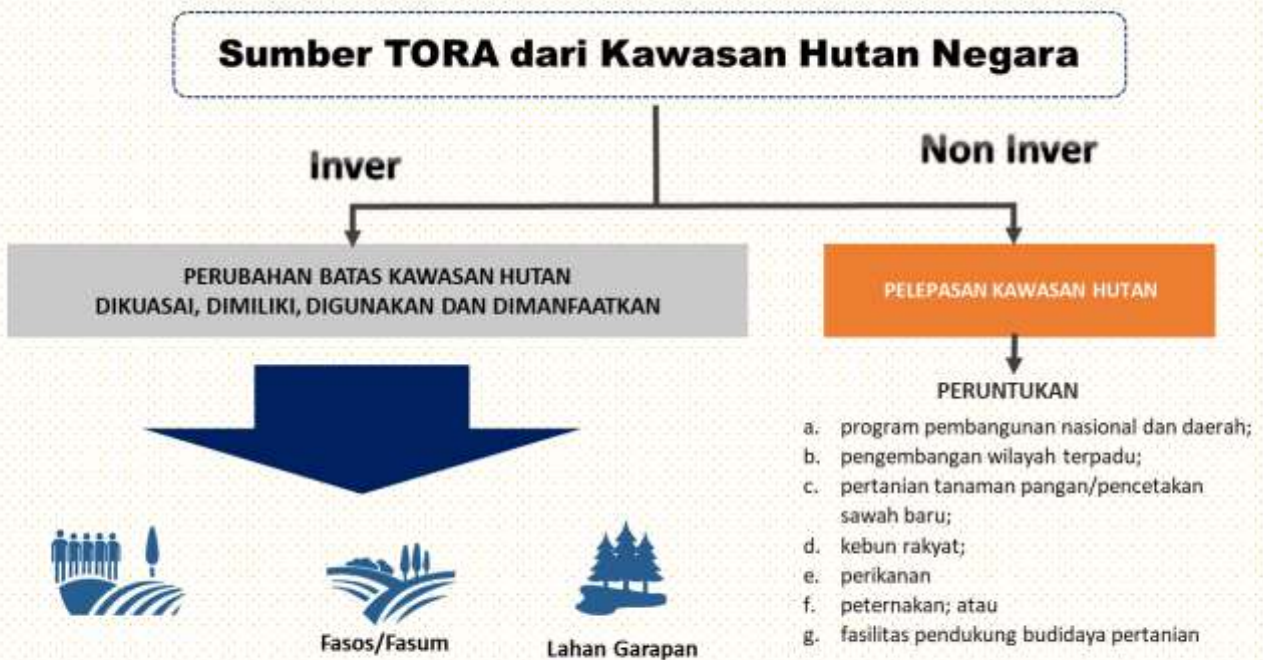 Sumber TORA dari Kawasan Hutan Negara
Inver
Non Inver
PERUBAHAN BATAS KAWASAN HUTAN
DIKUASAI, DIMILIKI, DIGUNAKAN DAN DIMANFAATKAN
PELEPASAN KAWASAN HUTAN
PERUNTUKAN
a. program pembangunan nasional dan daerah;
b. pengembangan wilayah terpadu;
c. pertanian tanaman pangan/pencetakan
sawah baru;
d. kebun rakyat;
e. perikanan
f. peternakan; atau
g. fasilitas pendukung budidaya pertanian
Fasos/Fasum
Lahan Garapan